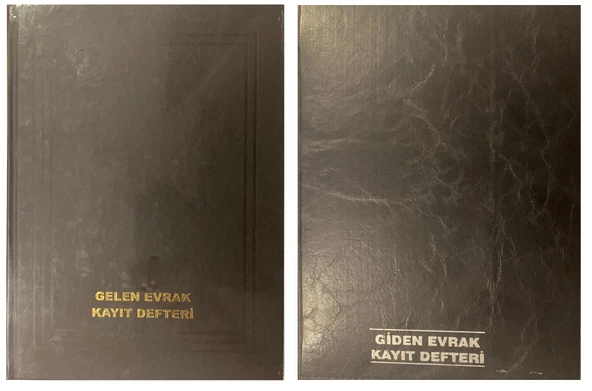 GELEN EVRAK
KAYIT DEFTERİ
GİDEN EVRAK
KAYIT DEFTERİ